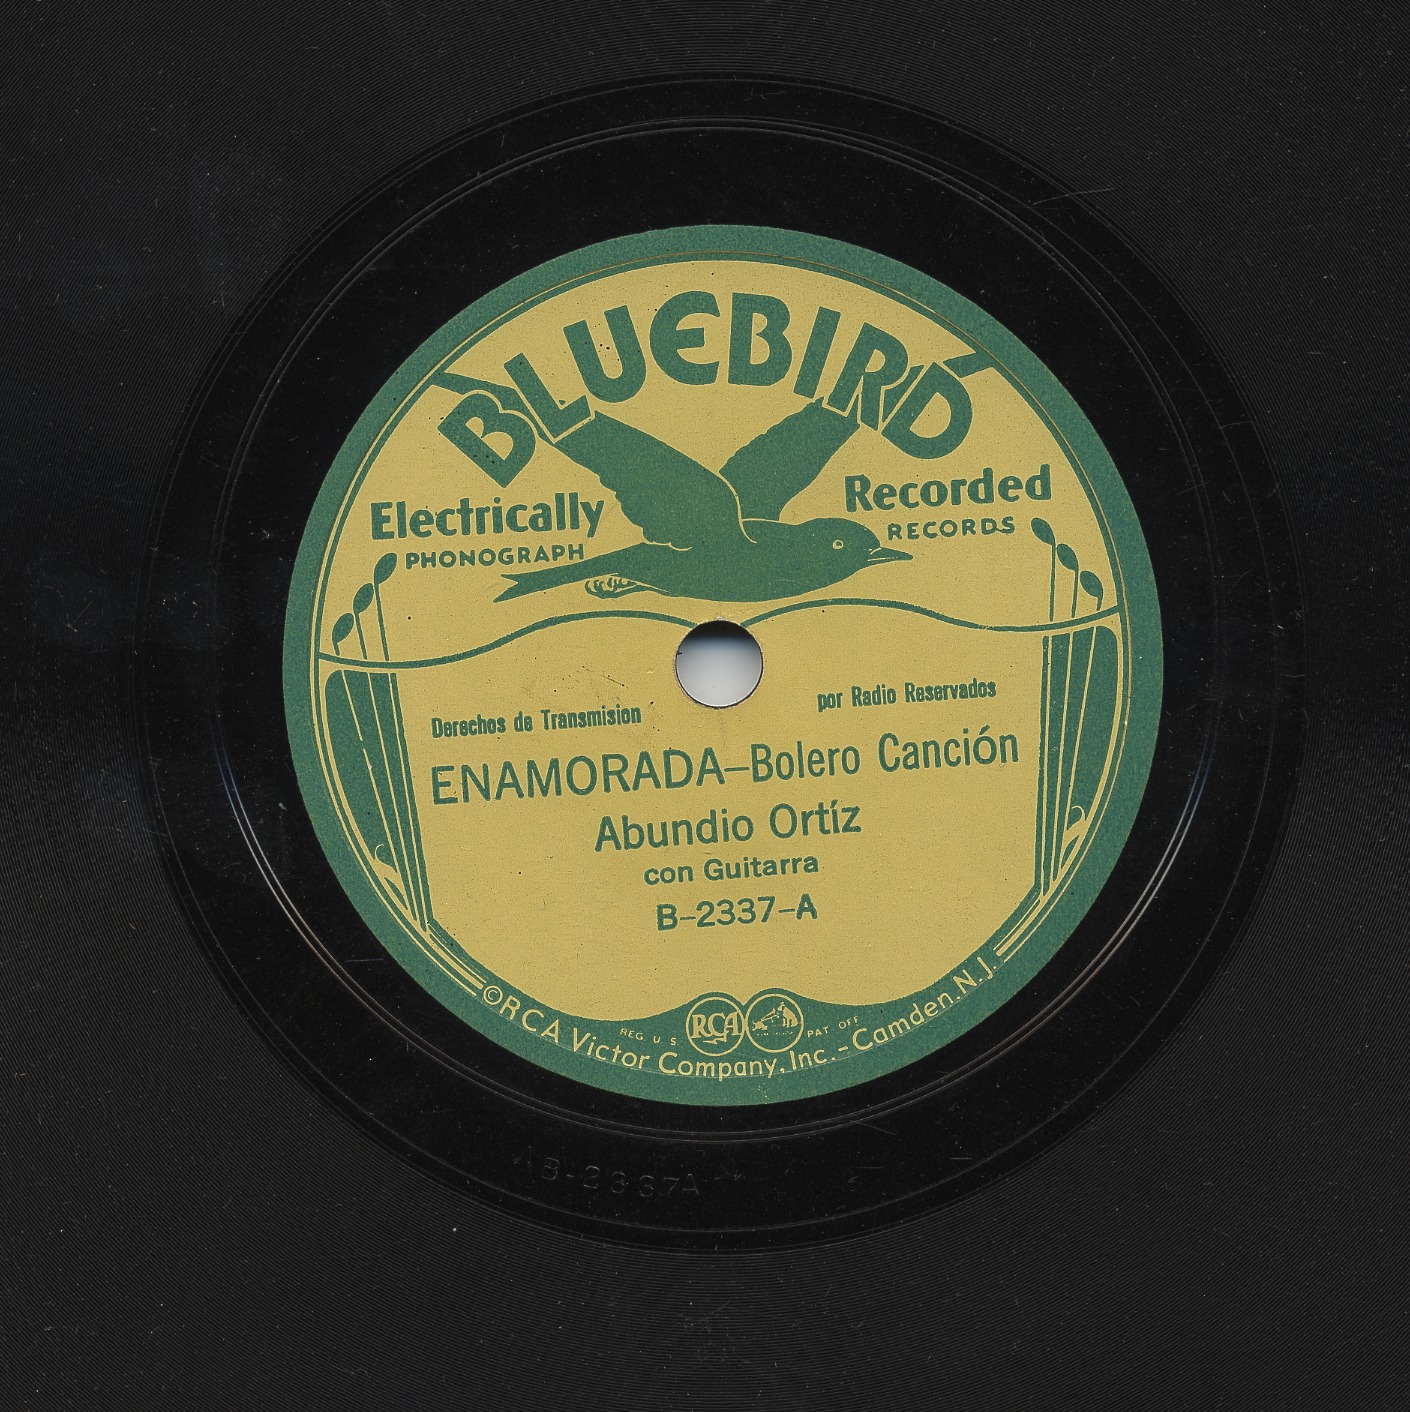 BLUEBIRD
Electrically Recorded
PHONOGRAPH RECORDS
Derechos de Transmision por Radio Reservados
ENAMORADA–Bolero Canción
Abundio Ortíz
con Guitarra
B–2337–A
REG U S RCA PAT OFF
©RCA Victor Company, Inc.-Camden. N. J.
B-2337A